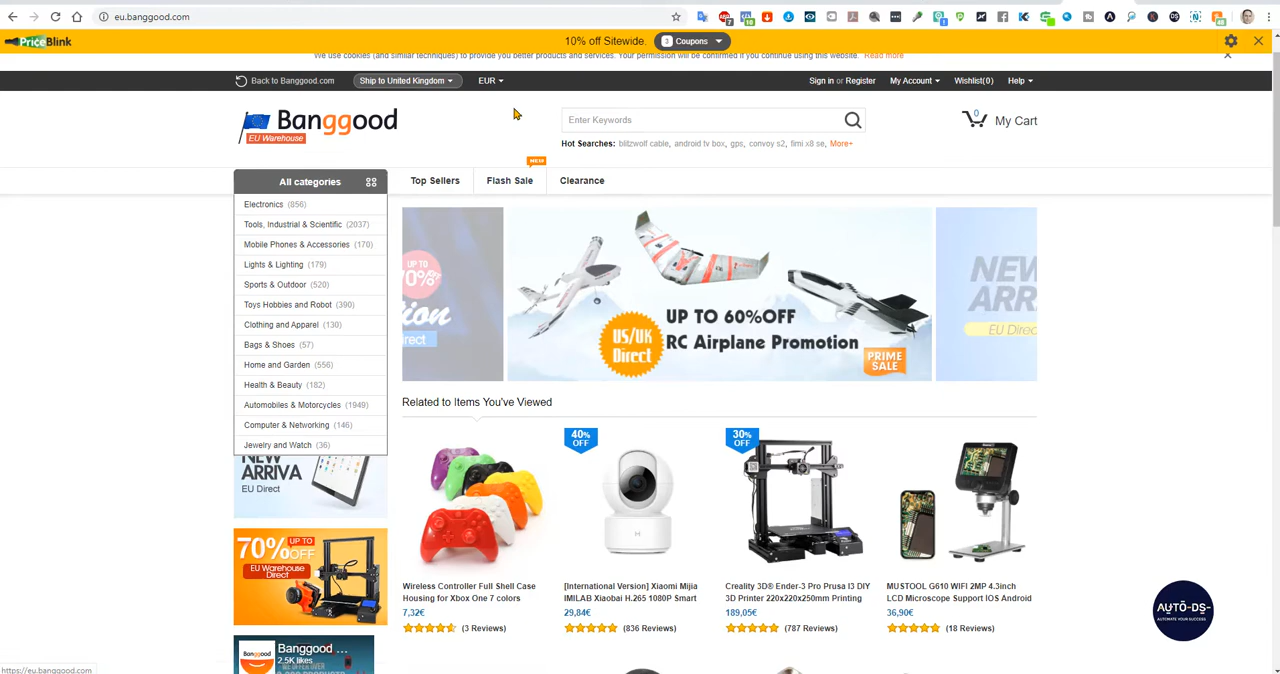 eu.banggood.com
PriceBlink
10% off Sitewide.
3 Coupons
We use cookies (and similar techniques) to provide you better products and services. Your permission will be confirmed if you continue using this website. Read more
Back to Banggood.com
Ship to United Kingdom
EUR
Sign in or Register
My Account
Wishlist(0)
Help
Banggood
EU Warehouse
Enter Keywords
0
My Cart
Hot Searches: blitzwolf cable, android tv box, gps, convoy s2, fimi x8 se, More+
NEW
All categories
Top Sellers
Flash Sale
Clearance
Electronics (856)
Tools, Industrial & Scientific (2037)
Mobile Phones & Accessories (170)
Lights & Lighting (179)
Sports & Outdoor (520)
Toys Hobbies and Robot (390)
Clothing and Apparel (130)
Bags & Shoes (57)
Home and Garden (556)
Health & Beauty (182)
Automobiles & Motorcycles (1949)
Computer & Networking (146)
Jewelry and Watch (36)
UP TO
70%
US/UK
Direct
UP TO 60%OFF
RC Airplane Promotion
PRIME
SALE
NEW
EU Direc
Related to Items You've Viewed
NEW
ARRIVA
EU Direct
UP TO
70% OFF
EU Warehouse
Direct
Banggood
Banggood ...
2.5K likes
40%
OFF
30%
OFF
Wireless Controller Full Shell Case
Housing for Xbox One 7 colors
7,32€
(3 Reviews)
[International Version] Xiaomi Mijia
IMILAB Xiaobai H.265 1080P Smart
29,84€
(836 Reviews)
Creality 3D® Ender-3 Pro Prusa I3 DIY
3D Printer 220x220x250mm Printing
189,05€
(787 Reviews)
MUSTOOL G610 WIFI 2MP 4.3inch
LCD Microscope Support IOS Android
36,90€
(18 Reviews)
AUTO-DS-
AUTOMATE YOUR SUCCESS
https://eu.banggood.com